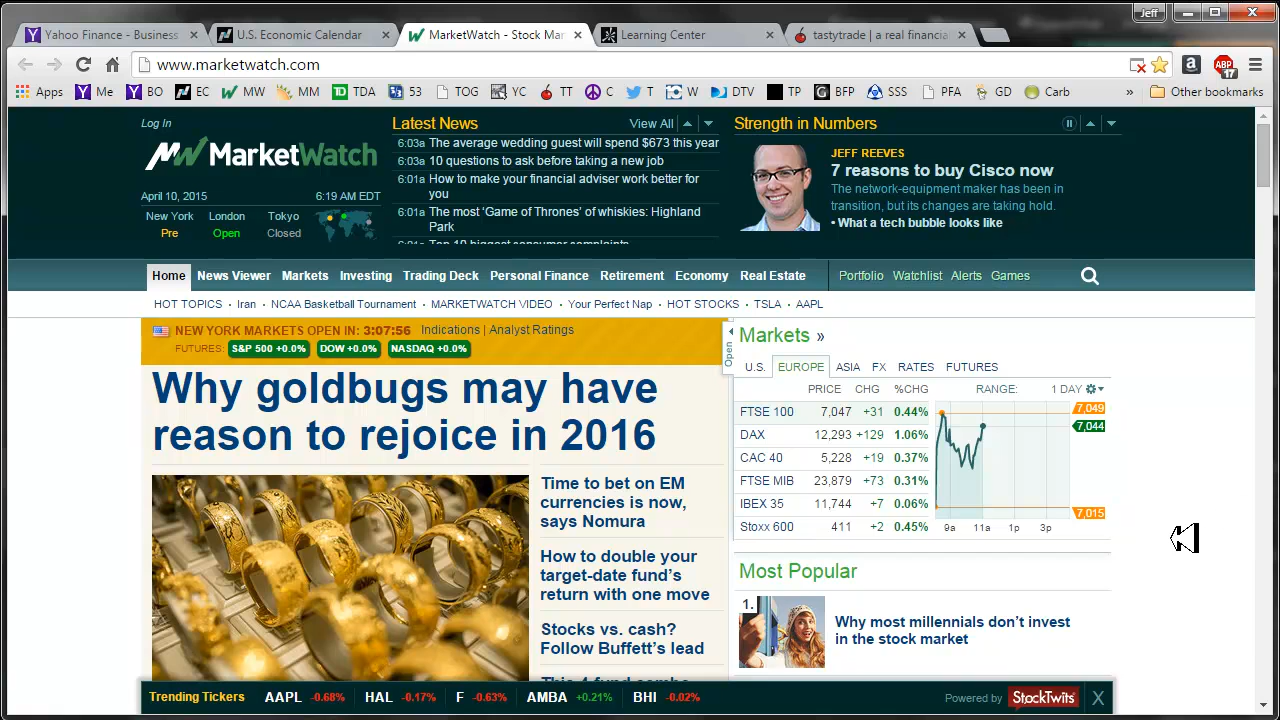 Jeff
Yahoo Finance - Business
U.S. Economic Calendar
MarketWatch - Stock Mar
Learning Center
tastytrade | a real financial
www.marketwatch.com
Apps Me BO EC MW MM TDA 53 TOG YC TT C T W DTV TP BFP SSS PFA GD Carb » Other bookmarks
ABP
17
Log In
MarketWatch
April 10, 2015 6:19 AM EDT
New York London Tokyo
Pre Open Closed
Latest News View All
6:03a The average wedding guest will spend $673 this year
6:03a 10 questions to ask before taking a new job
6:01a How to make your financial adviser work better for
you
6:01a The most ‘Game of Thrones’ of whiskies: Highland
Park
6:01a Top 10 biggest consumer complaints
Strength in Numbers
JEFF REEVES
7 reasons to buy Cisco now
The network-equipment maker has been in
transition, but its changes are taking hold.
• What a tech bubble looks like
Home News Viewer Markets Investing Trading Deck Personal Finance Retirement Economy Real Estate Portfolio Watchlist Alerts Games
HOT TOPICS · Iran · NCAA Basketball Tournament · MARKETWATCH VIDEO · Your Perfect Nap · HOT STOCKS · TSLA · AAPL
NEW YORK MARKETS OPEN IN: 3:07:56 Indications | Analyst Ratings
FUTURES: S&P 500 +0.0% DOW +0.0% NASDAQ +0.0%
Why goldbugs may have
reason to rejoice in 2016
Time to bet on EM
currencies is now,
says Nomura
How to double your
target-date fund’s
return with one move
Stocks vs. cash?
Follow Buffett’s lead
Open
Markets »
U.S. EUROPE ASIA FX RATES FUTURES
PRICE CHG %CHG RANGE: 1 DAY
FTSE 100 7,047 +31 0.44%
DAX 12,293 +129 1.06%
CAC 40 5,228 +19 0.37%
FTSE MIB 23,879 +73 0.31%
IBEX 35 11,744 +7 0.06%
Stoxx 600 411 +2 0.45%
7,049
7,044
7,015
9a 11a 1p 3p
Most Popular
1.
Why most millennials don’t invest
in the stock market
Trending Tickers AAPL -0.68% HAL -0.17% F -0.63% AMBA +0.21% BHI -0.02% Powered by STOCKTWITS X